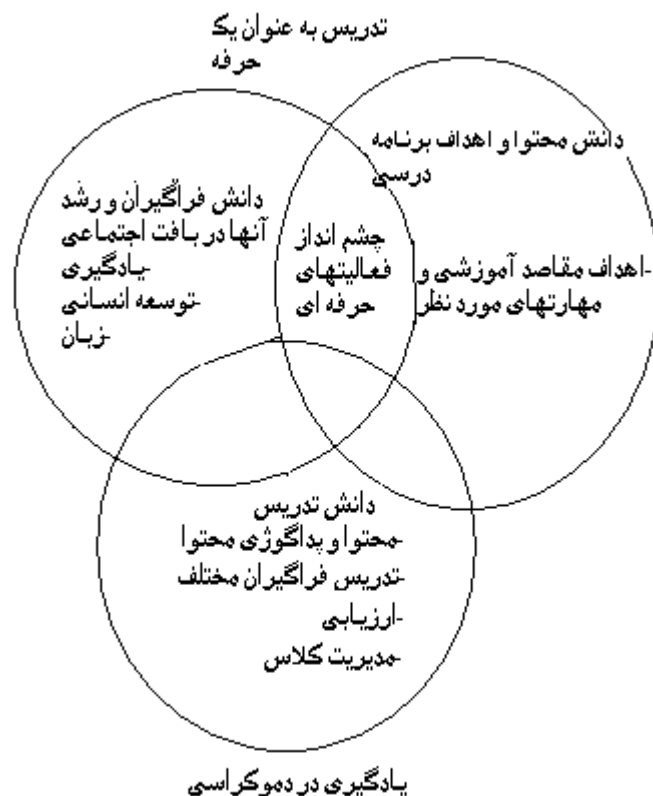 تدریس به عنوان یک
حرفه
دانش محتوا و اهداف برنامه
درسی
-اهداف مقاصد آموزشی و
مهارتهای مورد نظر
چشم انداز
فعالیتهای
حرفه ای
دانش فراگیران و رشد
آنها در بافت اجتماعی
-یادگیری
-توسعه انسانی
-زبان
دانش تدریس
-محتوا و پداگوژی محتوا
-تدریس فراگیران مختلف
-ارزیابی
-مدیریت کلاس
یادگیری در دموکراسی